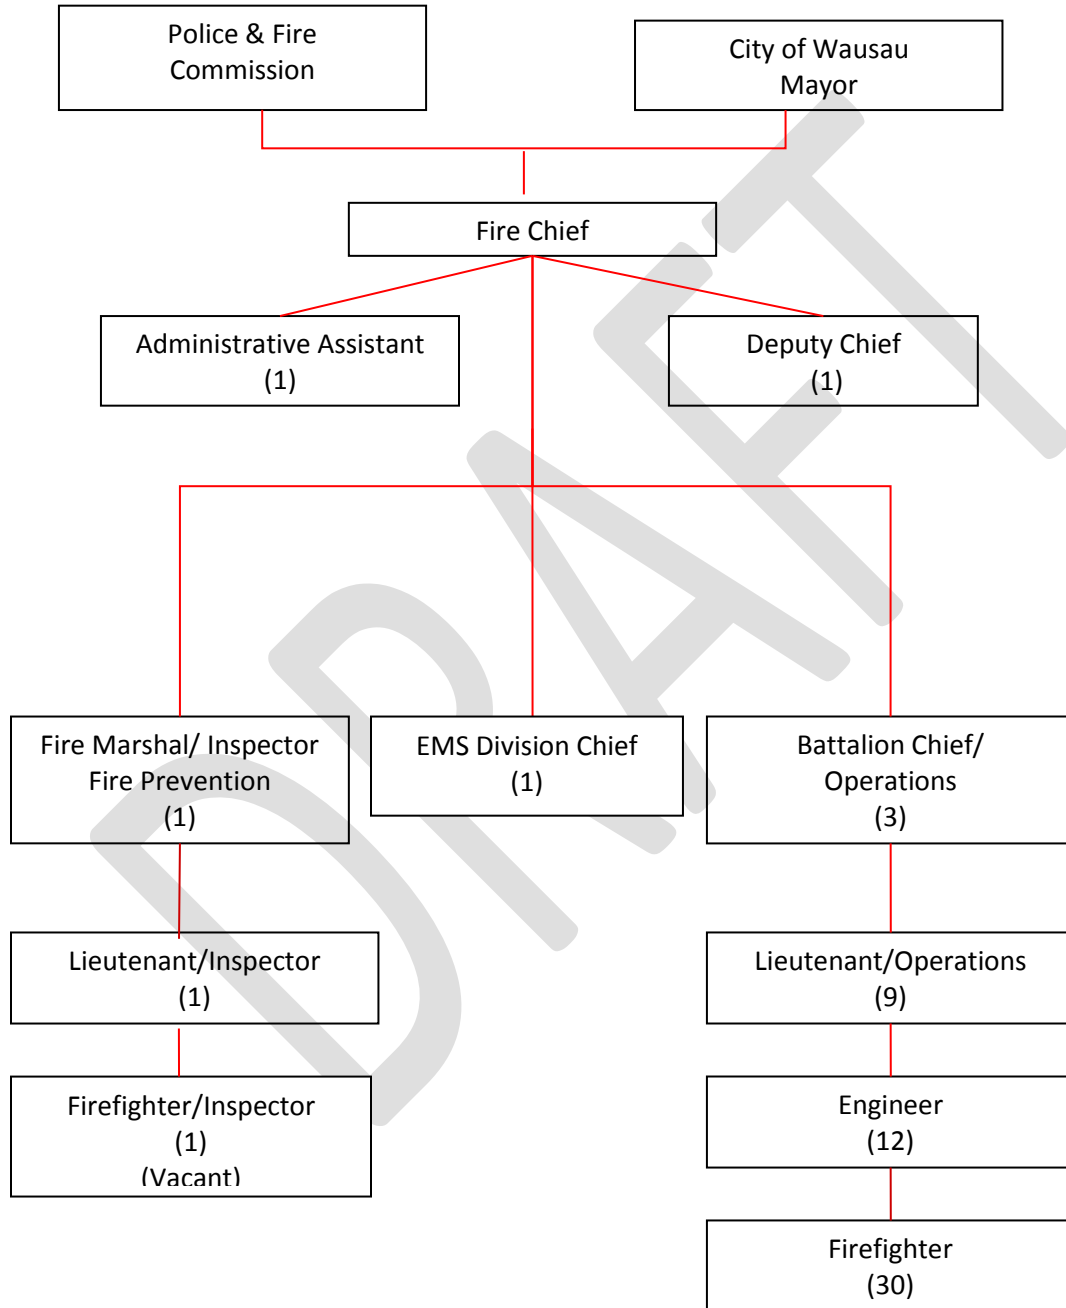 Police & Fire
Commission
City of Wausau
Mayor
Fire Chief
Administrative Assistant
(1)
Deputy Chief
(1)
Fire Marshal/ Inspector
Fire Prevention
(1)
EMS Division Chief
(1)
Battalion Chief/
Operations
(3)
Lieutenant/Inspector
(1)
Lieutenant/Operations
(9)
Firefighter/Inspector
(1)
(Vacant)
Engineer
(12)
Firefighter
(30)
DRAFT